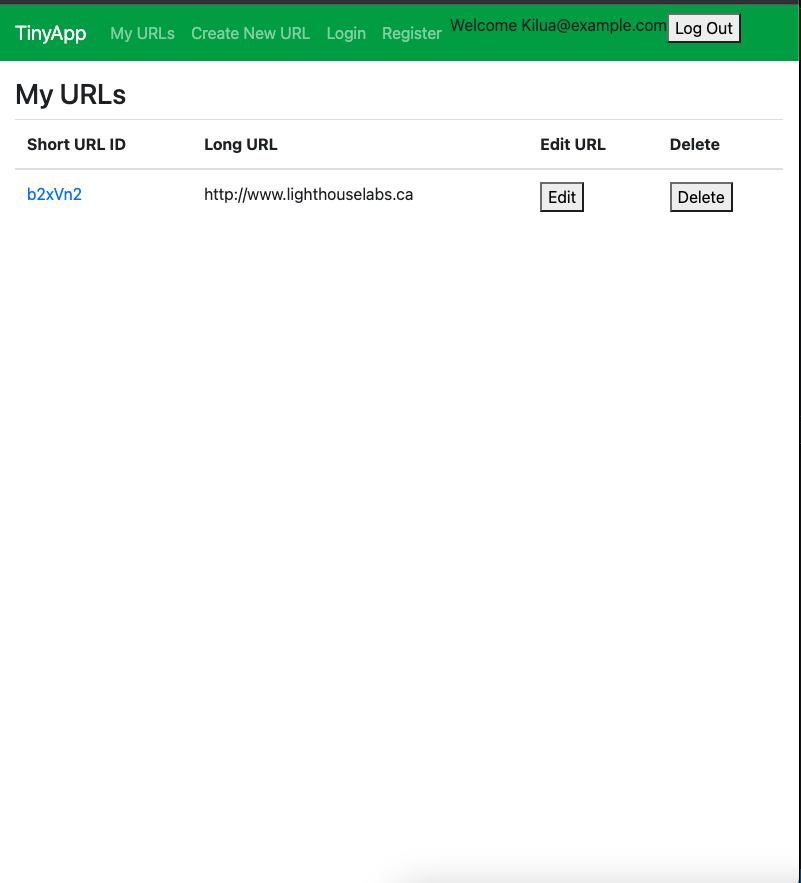 TinyApp My URLs Create New URL Login Register Welcome Kilua@example.com Log Out
My URLs
Short URL ID Long URL Edit URL Delete
b2xVn2 http://www.lighthouselabs.ca Edit Delete